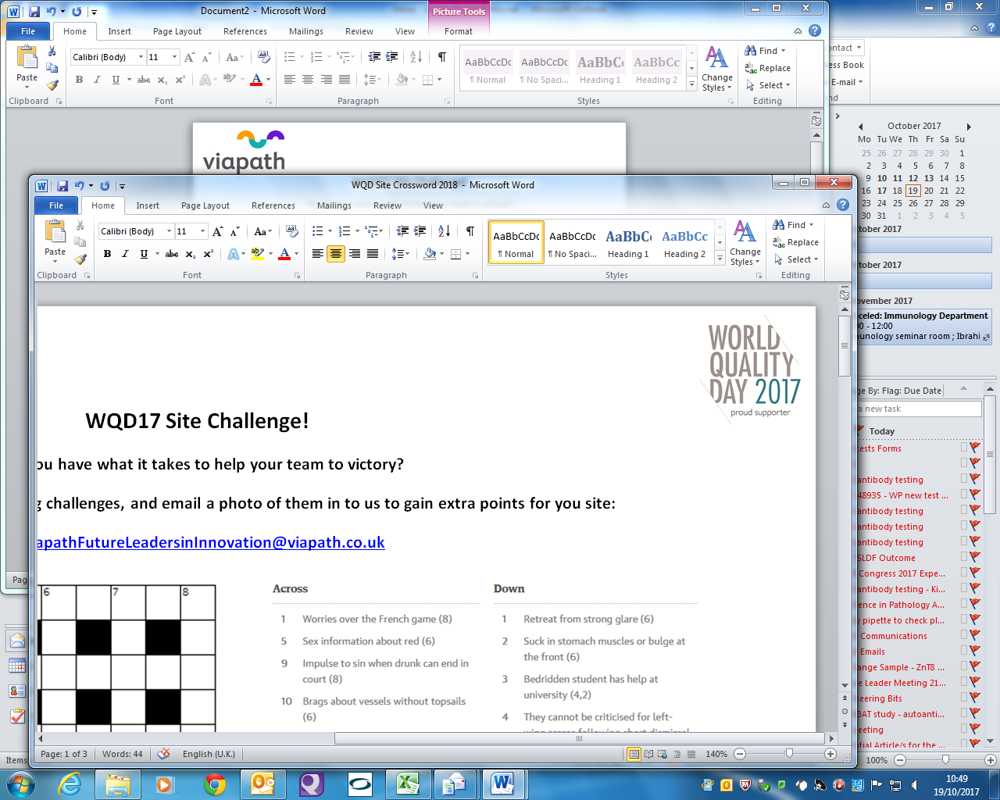 Document2 - Microsoft Word
Picture Tools
File Home Insert Page Layout References Mailings Review View Format
Paste
Clipboard
Calibri (Body) 11
Font
Paragraph
AaBbCcDc AaBbCcDc AaBbCc AaBbCc
¶ Normal ¶ No Spaci... Heading 1 Heading 2
Change Styles
Styles
Find
Replace
Select
Editing
viapath
ontact
ess Book
E-mail
nd
October 2017
Mo Tu We Th Fr Sa Su
25 26 27 28 29 30 1
2 3 4 5 6 7 8
9 10 11 12 13 14 15
16 17 18 19 20 21 22
23 24 25 26 27 28 29
30 31 1 2 3 4 5
tober 2017
tober 2017
ovember 2017
celed: Immunology Department
00 - 12:00
unology seminar room ; Ibrahi
ge By: Flag: Due Date
a new task
Today
ests Forms
antibody testing
48935 - WP new test ...
antibody testing
antibody testing
antibody testing
SLDF Outcome
Congress 2017 Expe...
antibody testing - Ki...
ence in Pathology A...
y pipette to check pl...
Communications
Emails
ange Sample - ZnT8 ...
e Leader Meeting 21...
eering Bits
BAT study - autoanti...
eeting
tial Article/s for the ...
100%
WQD Site Crossword 2018 - Microsoft Word
File Home Insert Page Layout References Mailings Review View
Paste
Clipboard
Calibri (Body) 11
Font
Paragraph
AaBbCcDc AaBbCcDc AaBbCc AaBbCc
¶ Normal ¶ No Spaci... Heading 1 Heading 2
Change Styles
Styles
Find
Replace
Select
Editing
WORLD
QUALITY
DAY 2017
proud supporter
WQD17 Site Challenge!
ou have what it takes to help your team to victory?
g challenges, and email a photo of them in to us to gain extra points for you site:
apathFutureLeadersinInnovation@viapath.co.uk
6 7 8
Across
1 Worries over the French game (8)
5 Sex information about red (6)
9 Impulse to sin when drunk can end in
court (8)
10 Brags about vessels without topsails
(6)
Down
1 Retreat from strong glare (6)
2 Suck in stomach muscles or bulge at
the front (6)
3 Bedridden student has help at
university (4,2)
4 They cannot be criticised for left-
Page: 1 of 3 Words: 44 English (U.K.) 140%
Pag
Items
10:49
19/10/2017